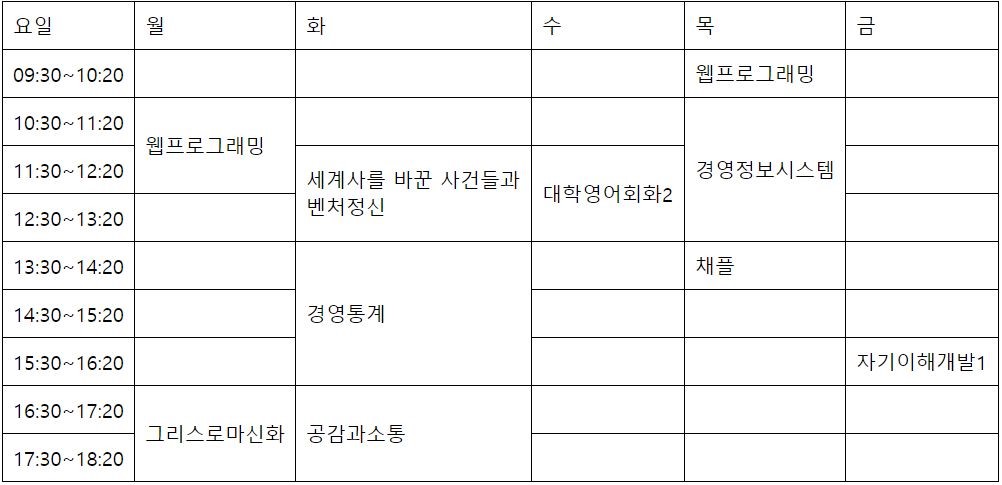 요일 월 화 수 목 금
09:30~10:20 웹프로그래밍
10:30~11:20
웹프로그래밍
11:30~12:20
세계사를 바꾼 사건들과
벤처정신
대학영어회화2
경영정보시스템
12:30~13:20
13:30~14:20 채플
14:30~15:20 경영통계
15:30~16:20 자기이해개발1
16:30~17:20
그리스로마신화 공감과소통
17:30~18:20